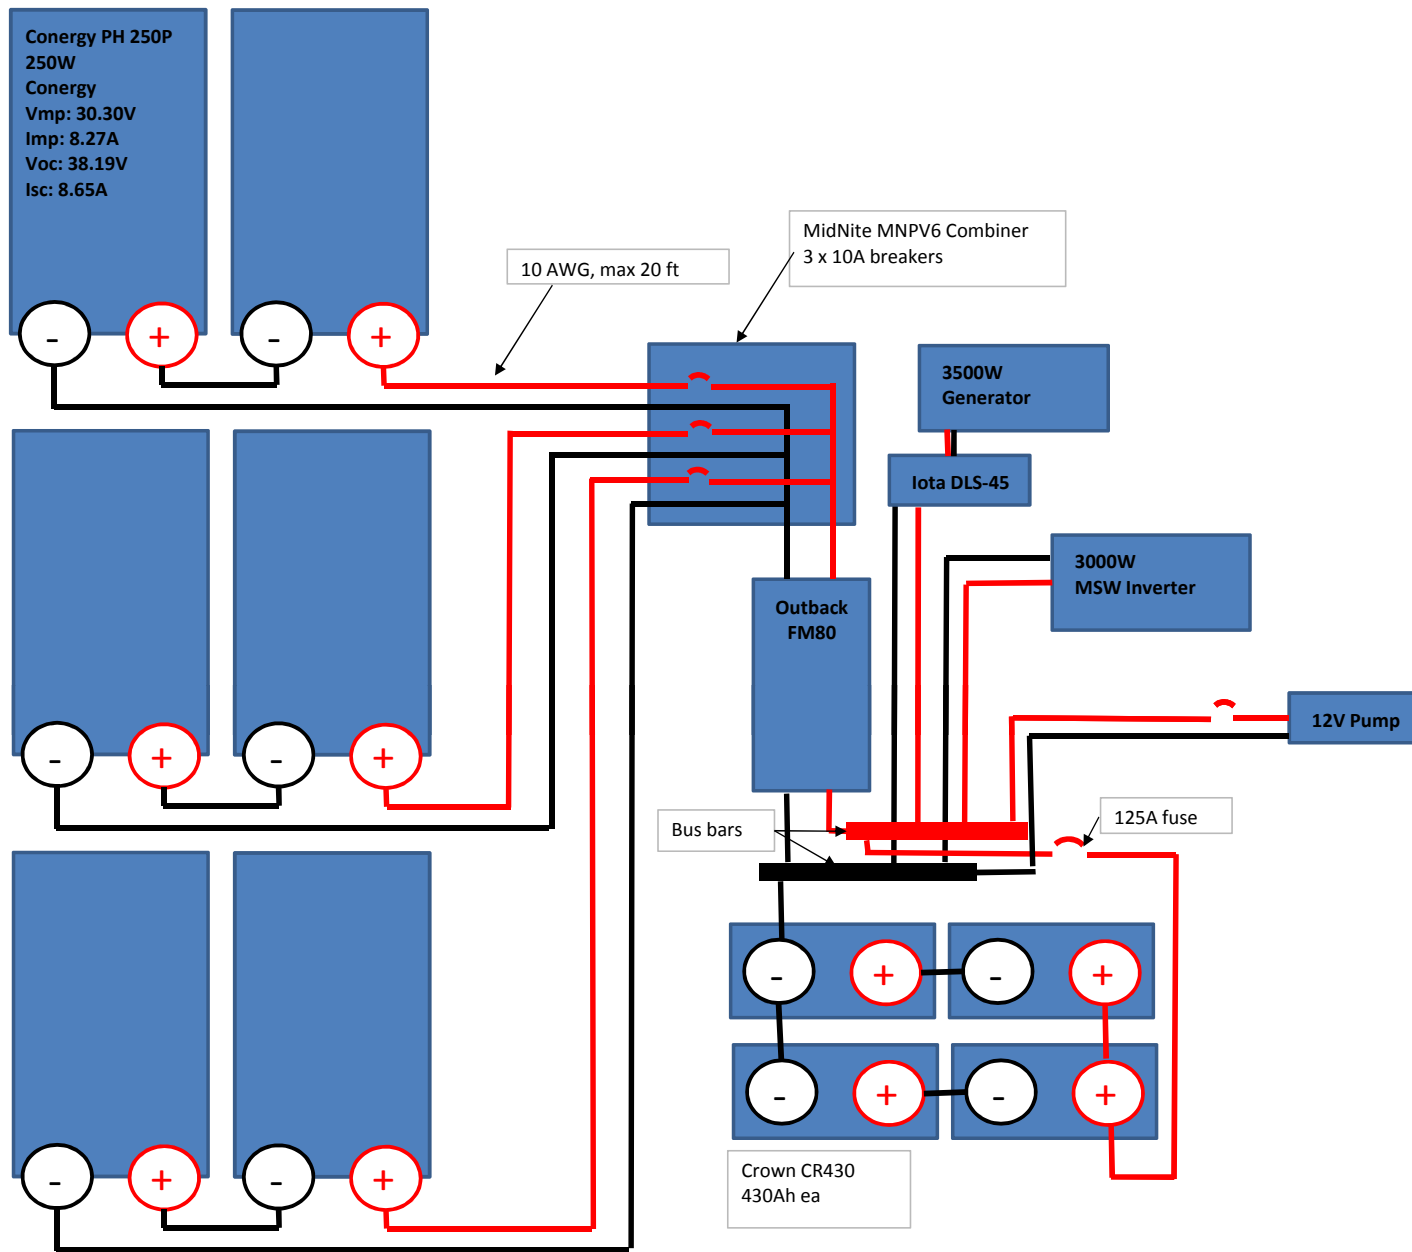 Conergy PH 250P
250W
Conergy
Vmp: 30.30V
Imp: 8.27A
Voc: 38.19V
Isc: 8.65A
- + - +
10 AWG, max 20 ft
MidNite MNPV6 Combiner
3 x 10A breakers
3500W
Generator
Iota DLS-45
3000W
MSW Inverter
Outback
FM80
12V Pump
- + - +
Bus bars
125A fuse
- + - +
- + - +
Crown CR430
430Ah ea
- + - +